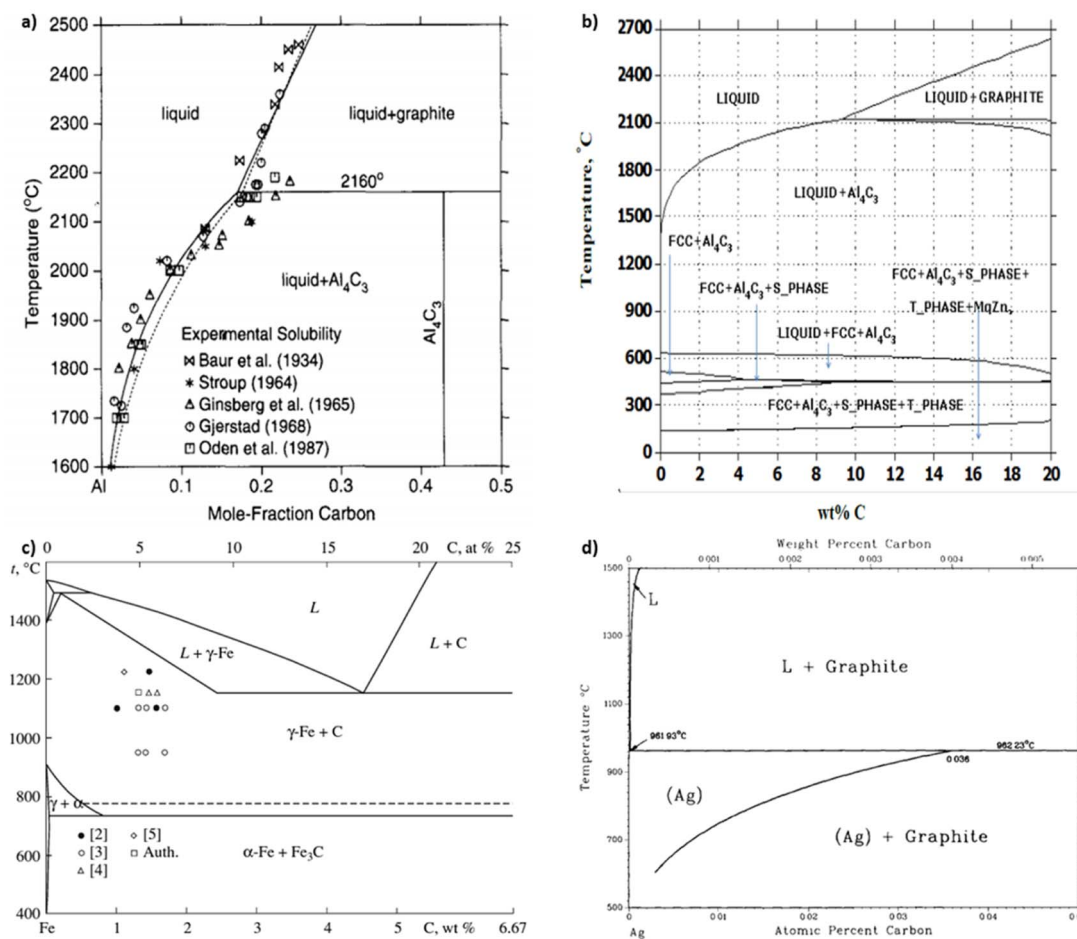 a)
2500
2400
2300
2200
2100
2000
1900
1800
1700
1600
Temperature (°C)
liquid
liquid+graphite
2160°
liquid+Al4C3
Al4C3
Experimental Solubility
Baur et al. (1934)
Stroup (1964)
Ginsberg et al. (1965)
Gjerstad (1968)
Oden et al. (1987)
Al 0.1 0.2 0.3 0.4 0.5
Mole-Fraction Carbon
b)
2700
2400
2100
1800
1500
1200
900
600
300
0
Temperature, °C
LIQUID
LIQUID+GRAPHITE
LIQUID+Al4C3
FCC+Al4C3
FCC+Al4C3+S_PHASE
FCC+Al4C3+S_PHASE+
T_PHASE+MgZn2
LIQUID+FCC+Al4C3
FCC+Al4C3+S_PHASE+T_PHASE
0 2 4 6 8 10 12 14 16 18 20
wt% C
c)
0 5 10 15 20 C, at % 25
t, °C
1400
1200
1000
800
600
400
L
L + γ-Fe
L + C
γ-Fe + C
γ + α
[2] [5]
[3] Auth.
[4]
α-Fe + Fe3C
Fe 1 2 3 4 5 C, wt % 6.67
d)
Weight Percent Carbon
0 0 001 0 002 0 003 0 004 0 005
1500
1300
1100
900
700
500
Temperature °C
L
L + Graphite
961 93°C
962 23°C
0 036
(Ag)
(Ag) + Graphite
0 0 01 0 02 0 03 0 04
Ag
Atomic Percent Carbon